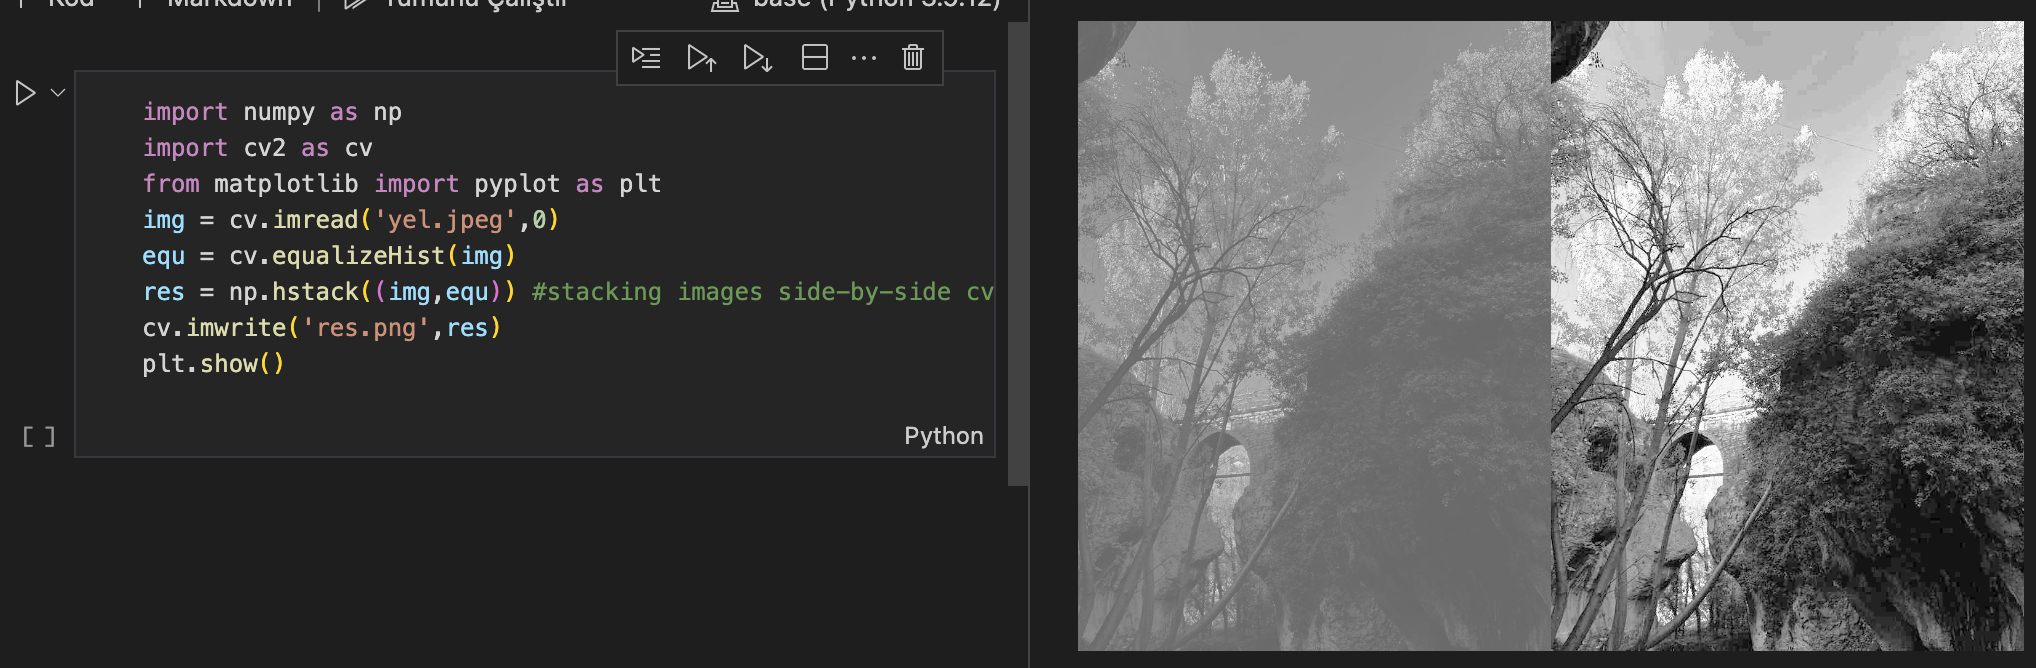 Kod Markdown Tümünü Çalıştır base (Python 3.9.12)
import numpy as np
import cv2 as cv
from matplotlib import pyplot as plt
img = cv.imread('yel.jpeg',0)
equ = cv.equalizeHist(img)
res = np.hstack((img,equ)) #stacking images side-by-side cv
cv.imwrite('res.png',res)
plt.show()
[ ]
Python